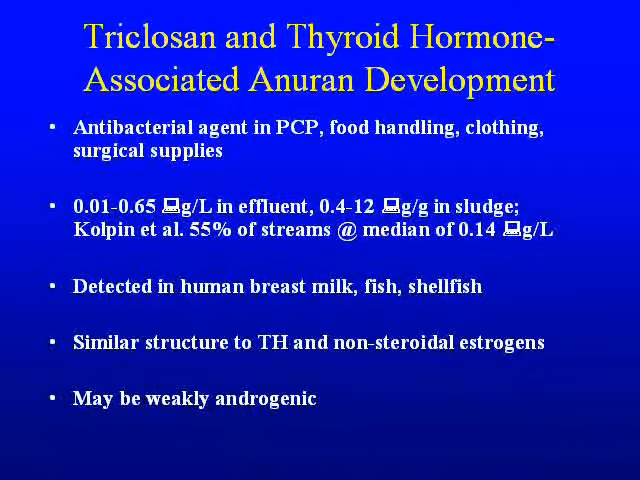 Triclosan and Thyroid Hormone-
Associated Anuran Development
• Antibacterial agent in PCP, food handling, clothing,
surgical supplies
• 0.01-0.65 💻g/L in effluent, 0.4-12 💻g/g in sludge;
Kolpin et al. 55% of streams @ median of 0.14 💻g/L
• Detected in human breast milk, fish, shellfish
• Similar structure to TH and non-steroidal estrogens
• May be weakly androgenic